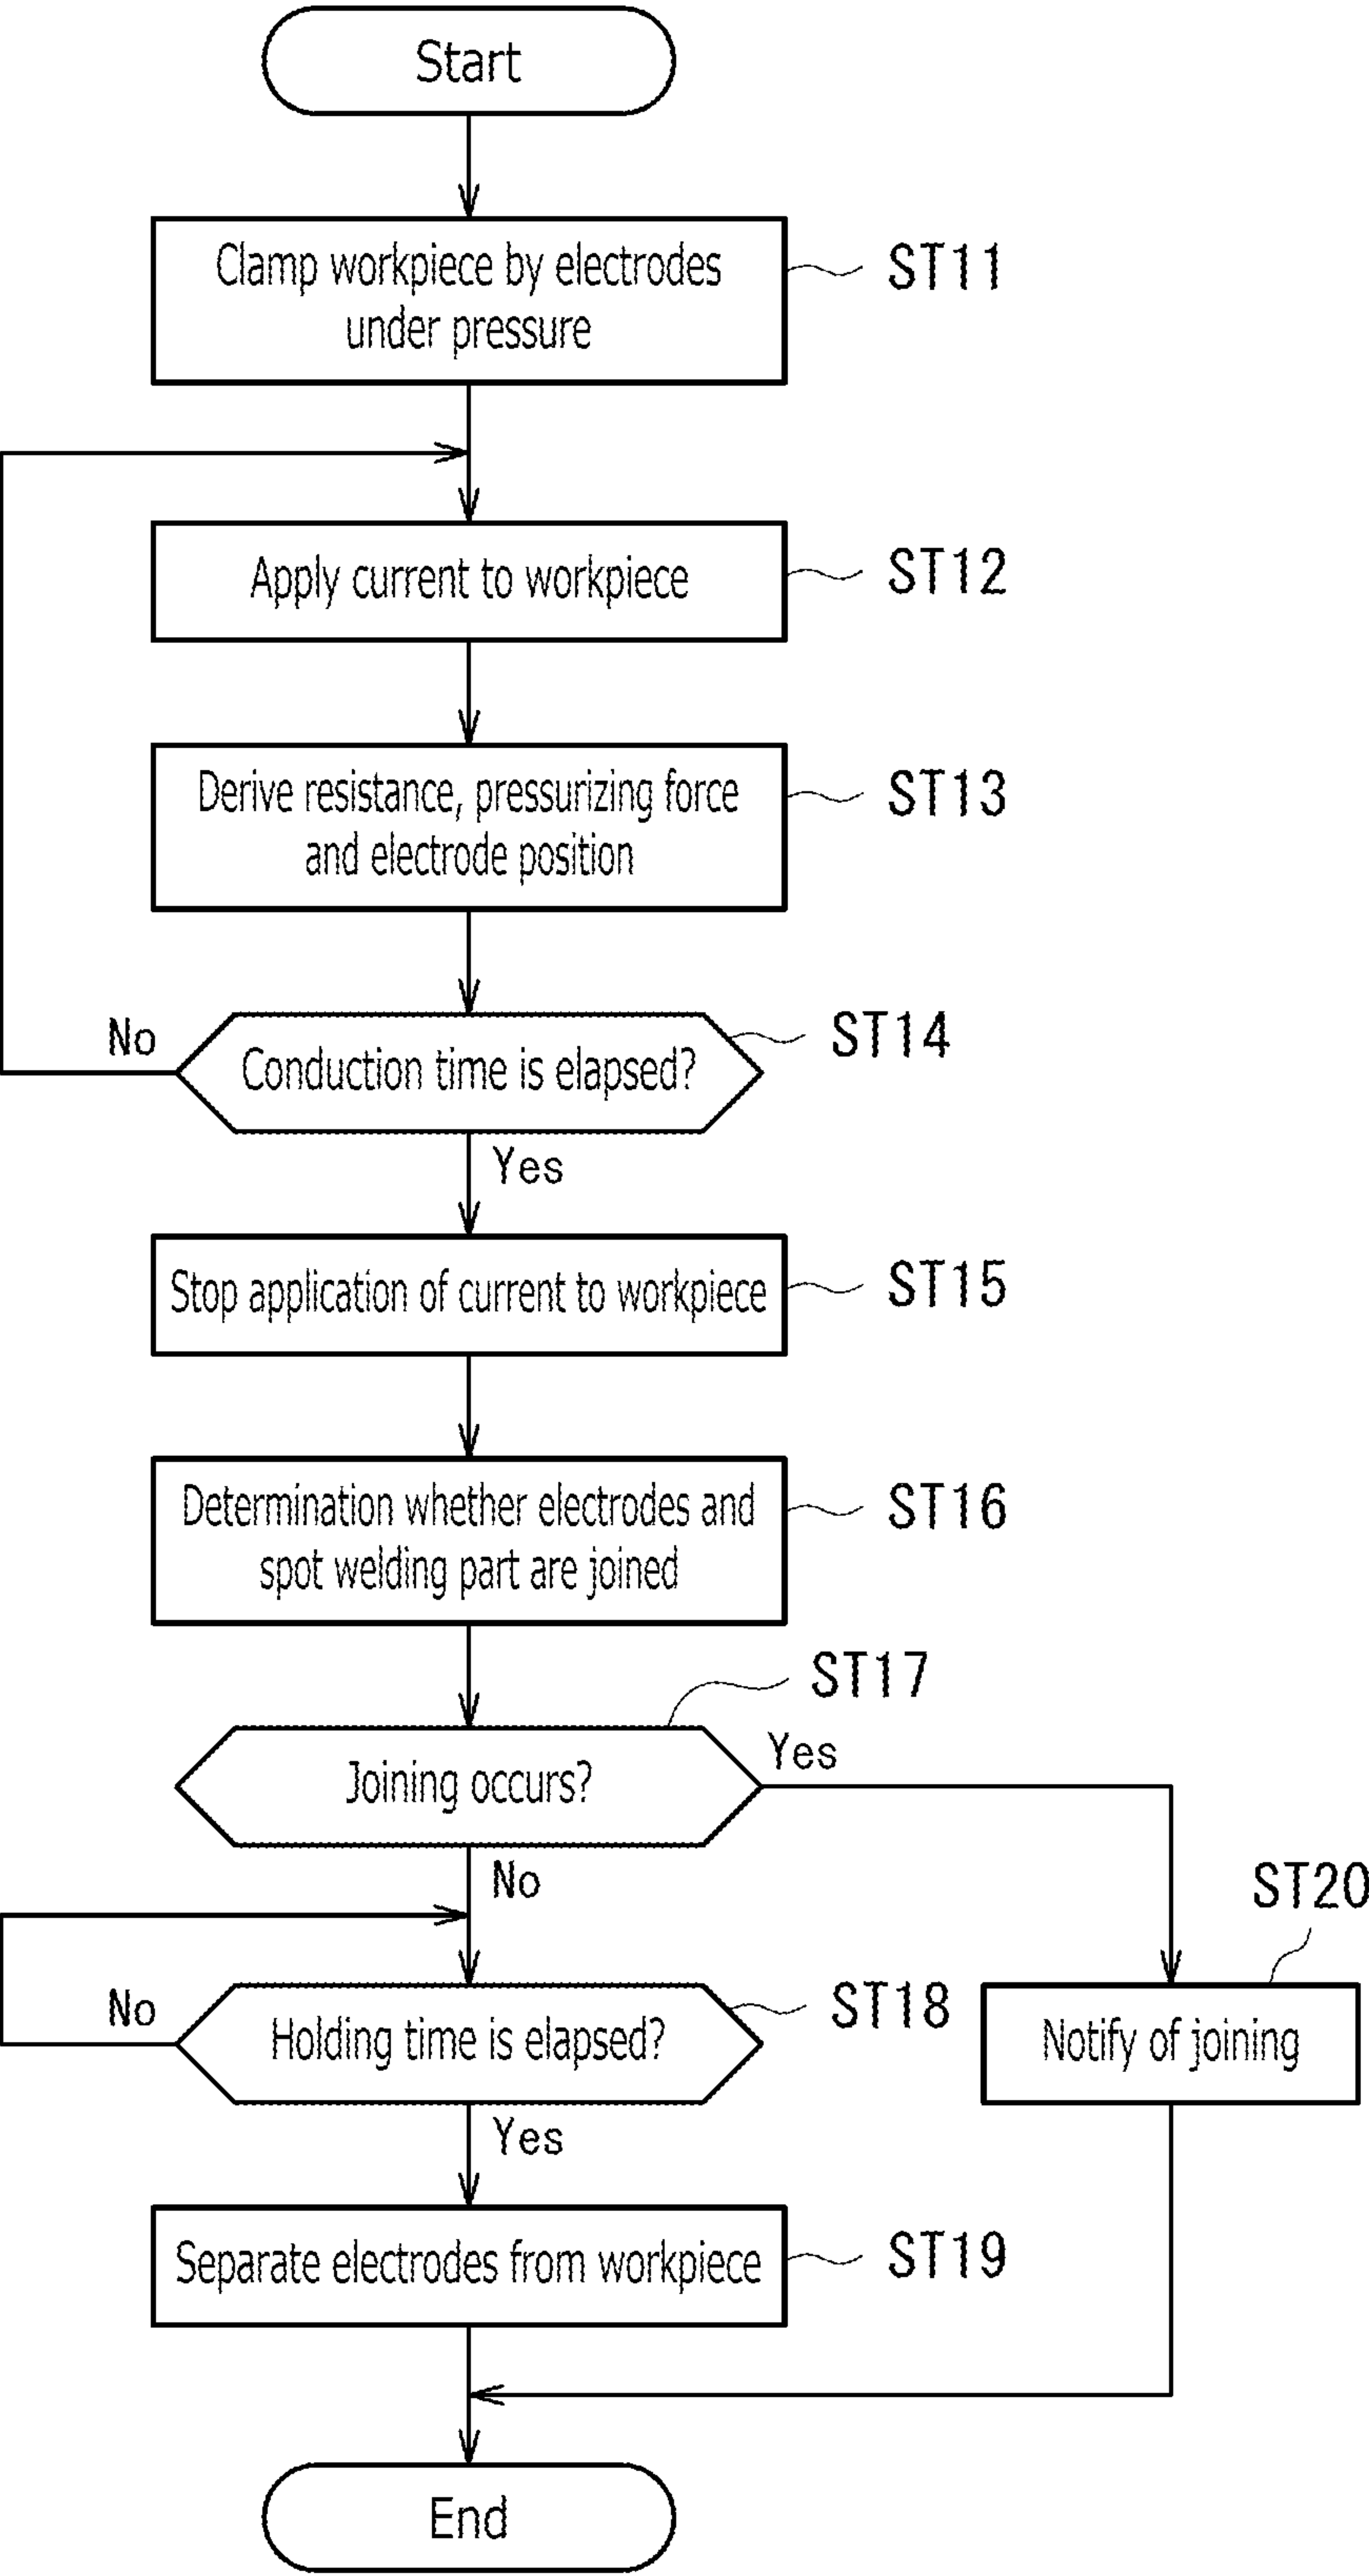 Start
Clamp workpiece by electrodes
under pressure
ST11
Apply current to workpiece
ST12
Derive resistance, pressurizing force
and electrode position
ST13
No
Conduction time is elapsed?
ST14
Yes
Stop application of current to workpiece
ST15
Determination whether electrodes and
spot welding part are joined
ST16
ST17
Joining occurs?
Yes
No
ST20
No
Holding time is elapsed?
ST18
Notify of joining
Yes
Separate electrodes from workpiece
ST19
End